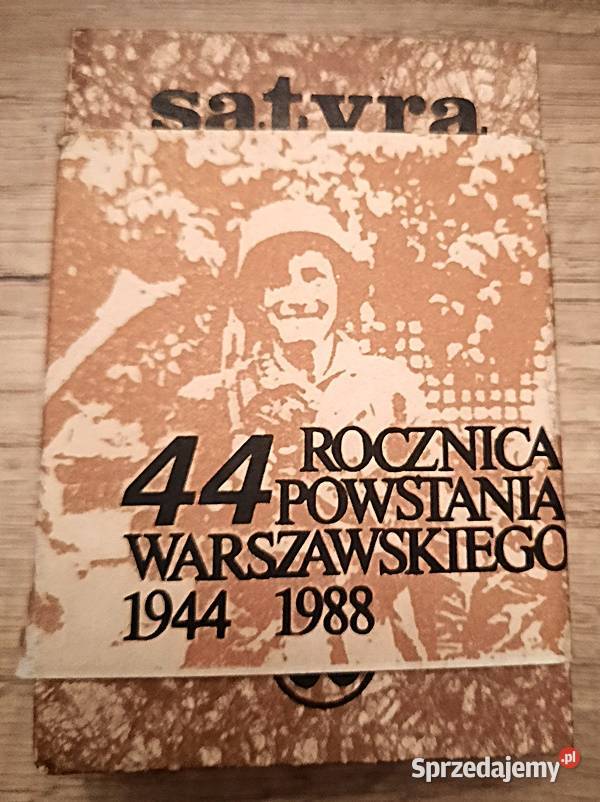 satyra
44 ROCZNICA
POWSTANIA
WARSZAWSKIEGO
1944 1988
Sprzedajemy.pl